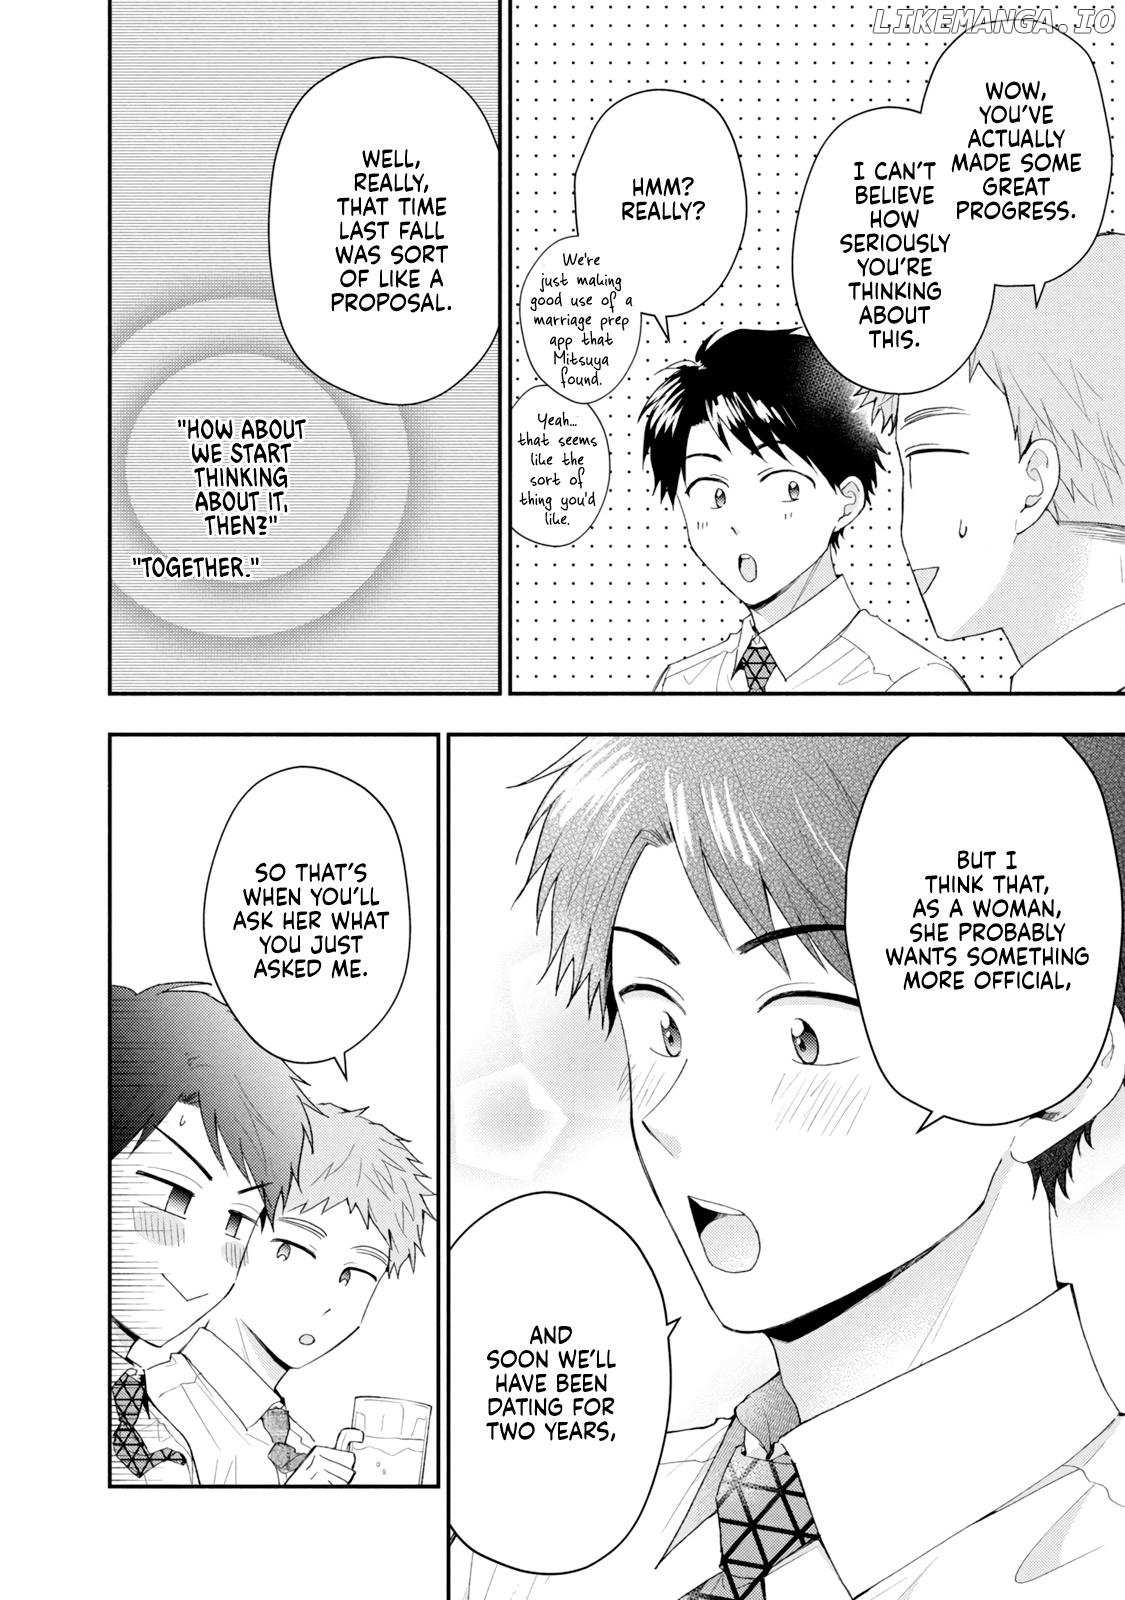 LIKEMANGA.IO
WOW,
YOU'VE
ACTUALLY
MADE SOME
GREAT
PROGRESS.
I CAN'T
BELIEVE
HOW
SERIOUSLY
YOU'RE
THINKING
ABOUT
THIS.
HMM?
REALLY?
We're
just making
good use of a
marriage prep
app that
Mitsuya
found.
Yeah...
that seems
like the
sort of
thing you'd
like.
WELL,
REALLY,
THAT TIME
LAST FALL
WAS SORT
OF LIKE A
PROPOSAL.
"HOW ABOUT
WE START
THINKING
ABOUT IT,
THEN?"
"TOGETHER."
BUT I
THINK THAT,
AS A WOMAN,
SHE PROBABLY
WANTS SOMETHING
MORE OFFICIAL,
AND
SOON WE'LL
HAVE BEEN
DATING FOR
TWO YEARS,
SO THAT'S
WHEN YOU'LL
ASK HER WHAT
YOU JUST
ASKED ME.